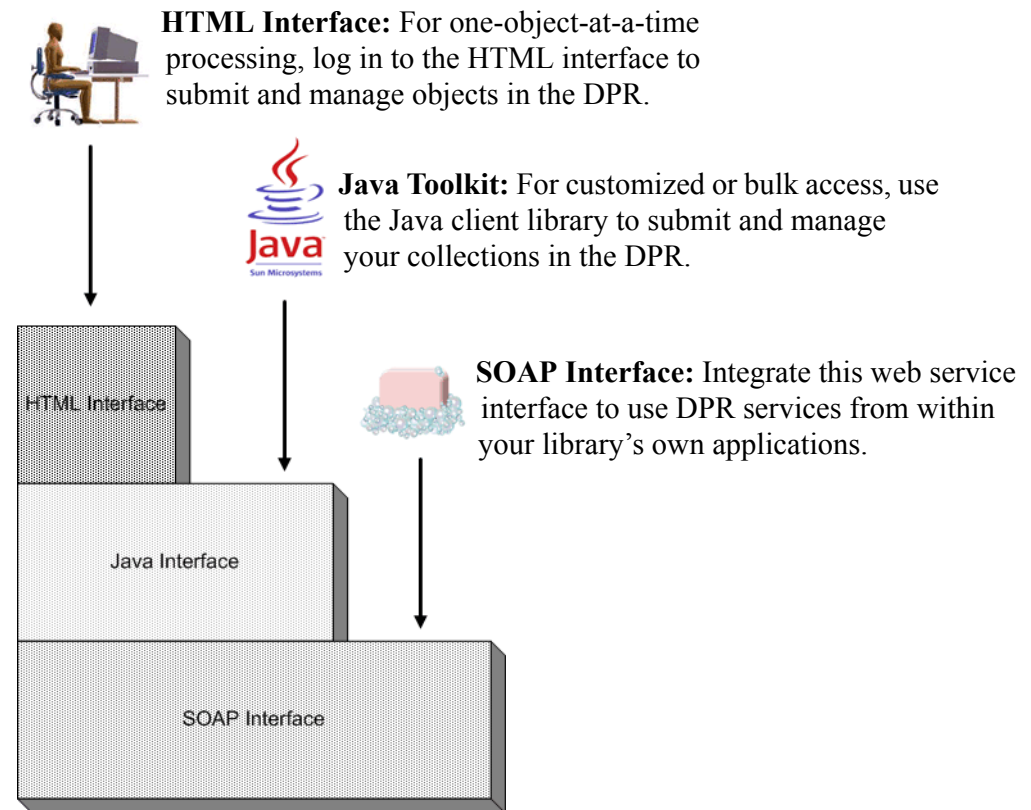 HTML Interface: For one-object-at-a-time
processing, log in to the HTML interface to
submit and manage objects in the DPR.
Java Toolkit: For customized or bulk access, use
the Java client library to submit and manage
your collections in the DPR.
Java
Sun Microsystems
SOAP Interface: Integrate this web service
interface to use DPR services from within
your library’s own applications.
HTML Interface
Java Interface
SOAP Interface